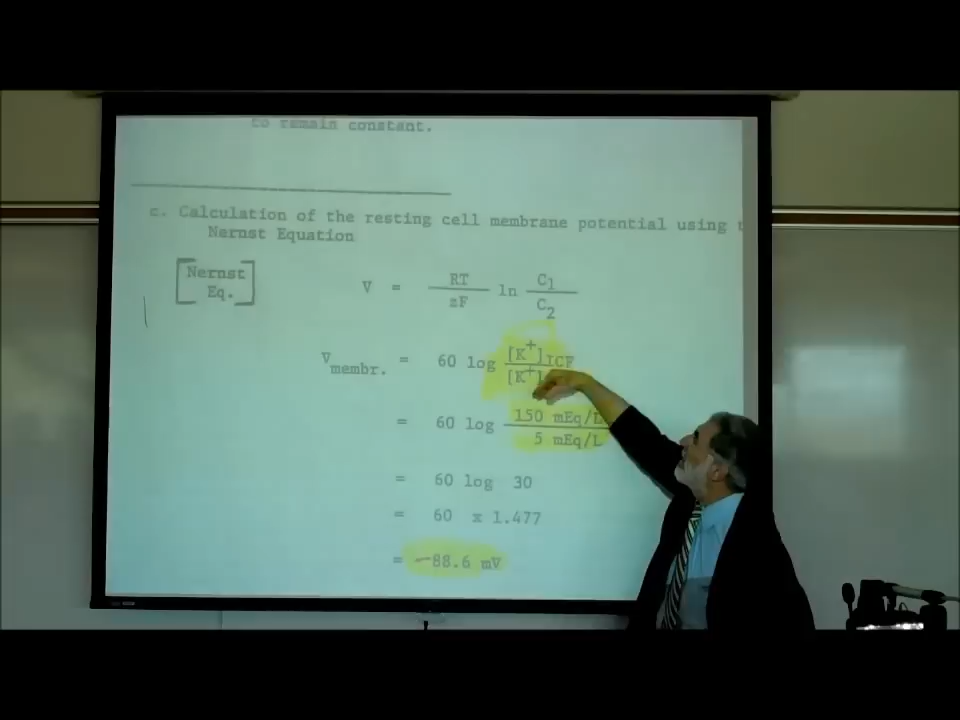 to remain constant.
c. Calculation of the resting cell membrane potential using
Nernst Equation
[Nernst Eq.] V = RT/zF ln C1/C2
Vmembr. = 60 log [K+]ICF/[K+]
= 60 log 150 mEq/L / 5 mEq/L
= 60 log 30
= 60 x 1.477
= -88.6 mV